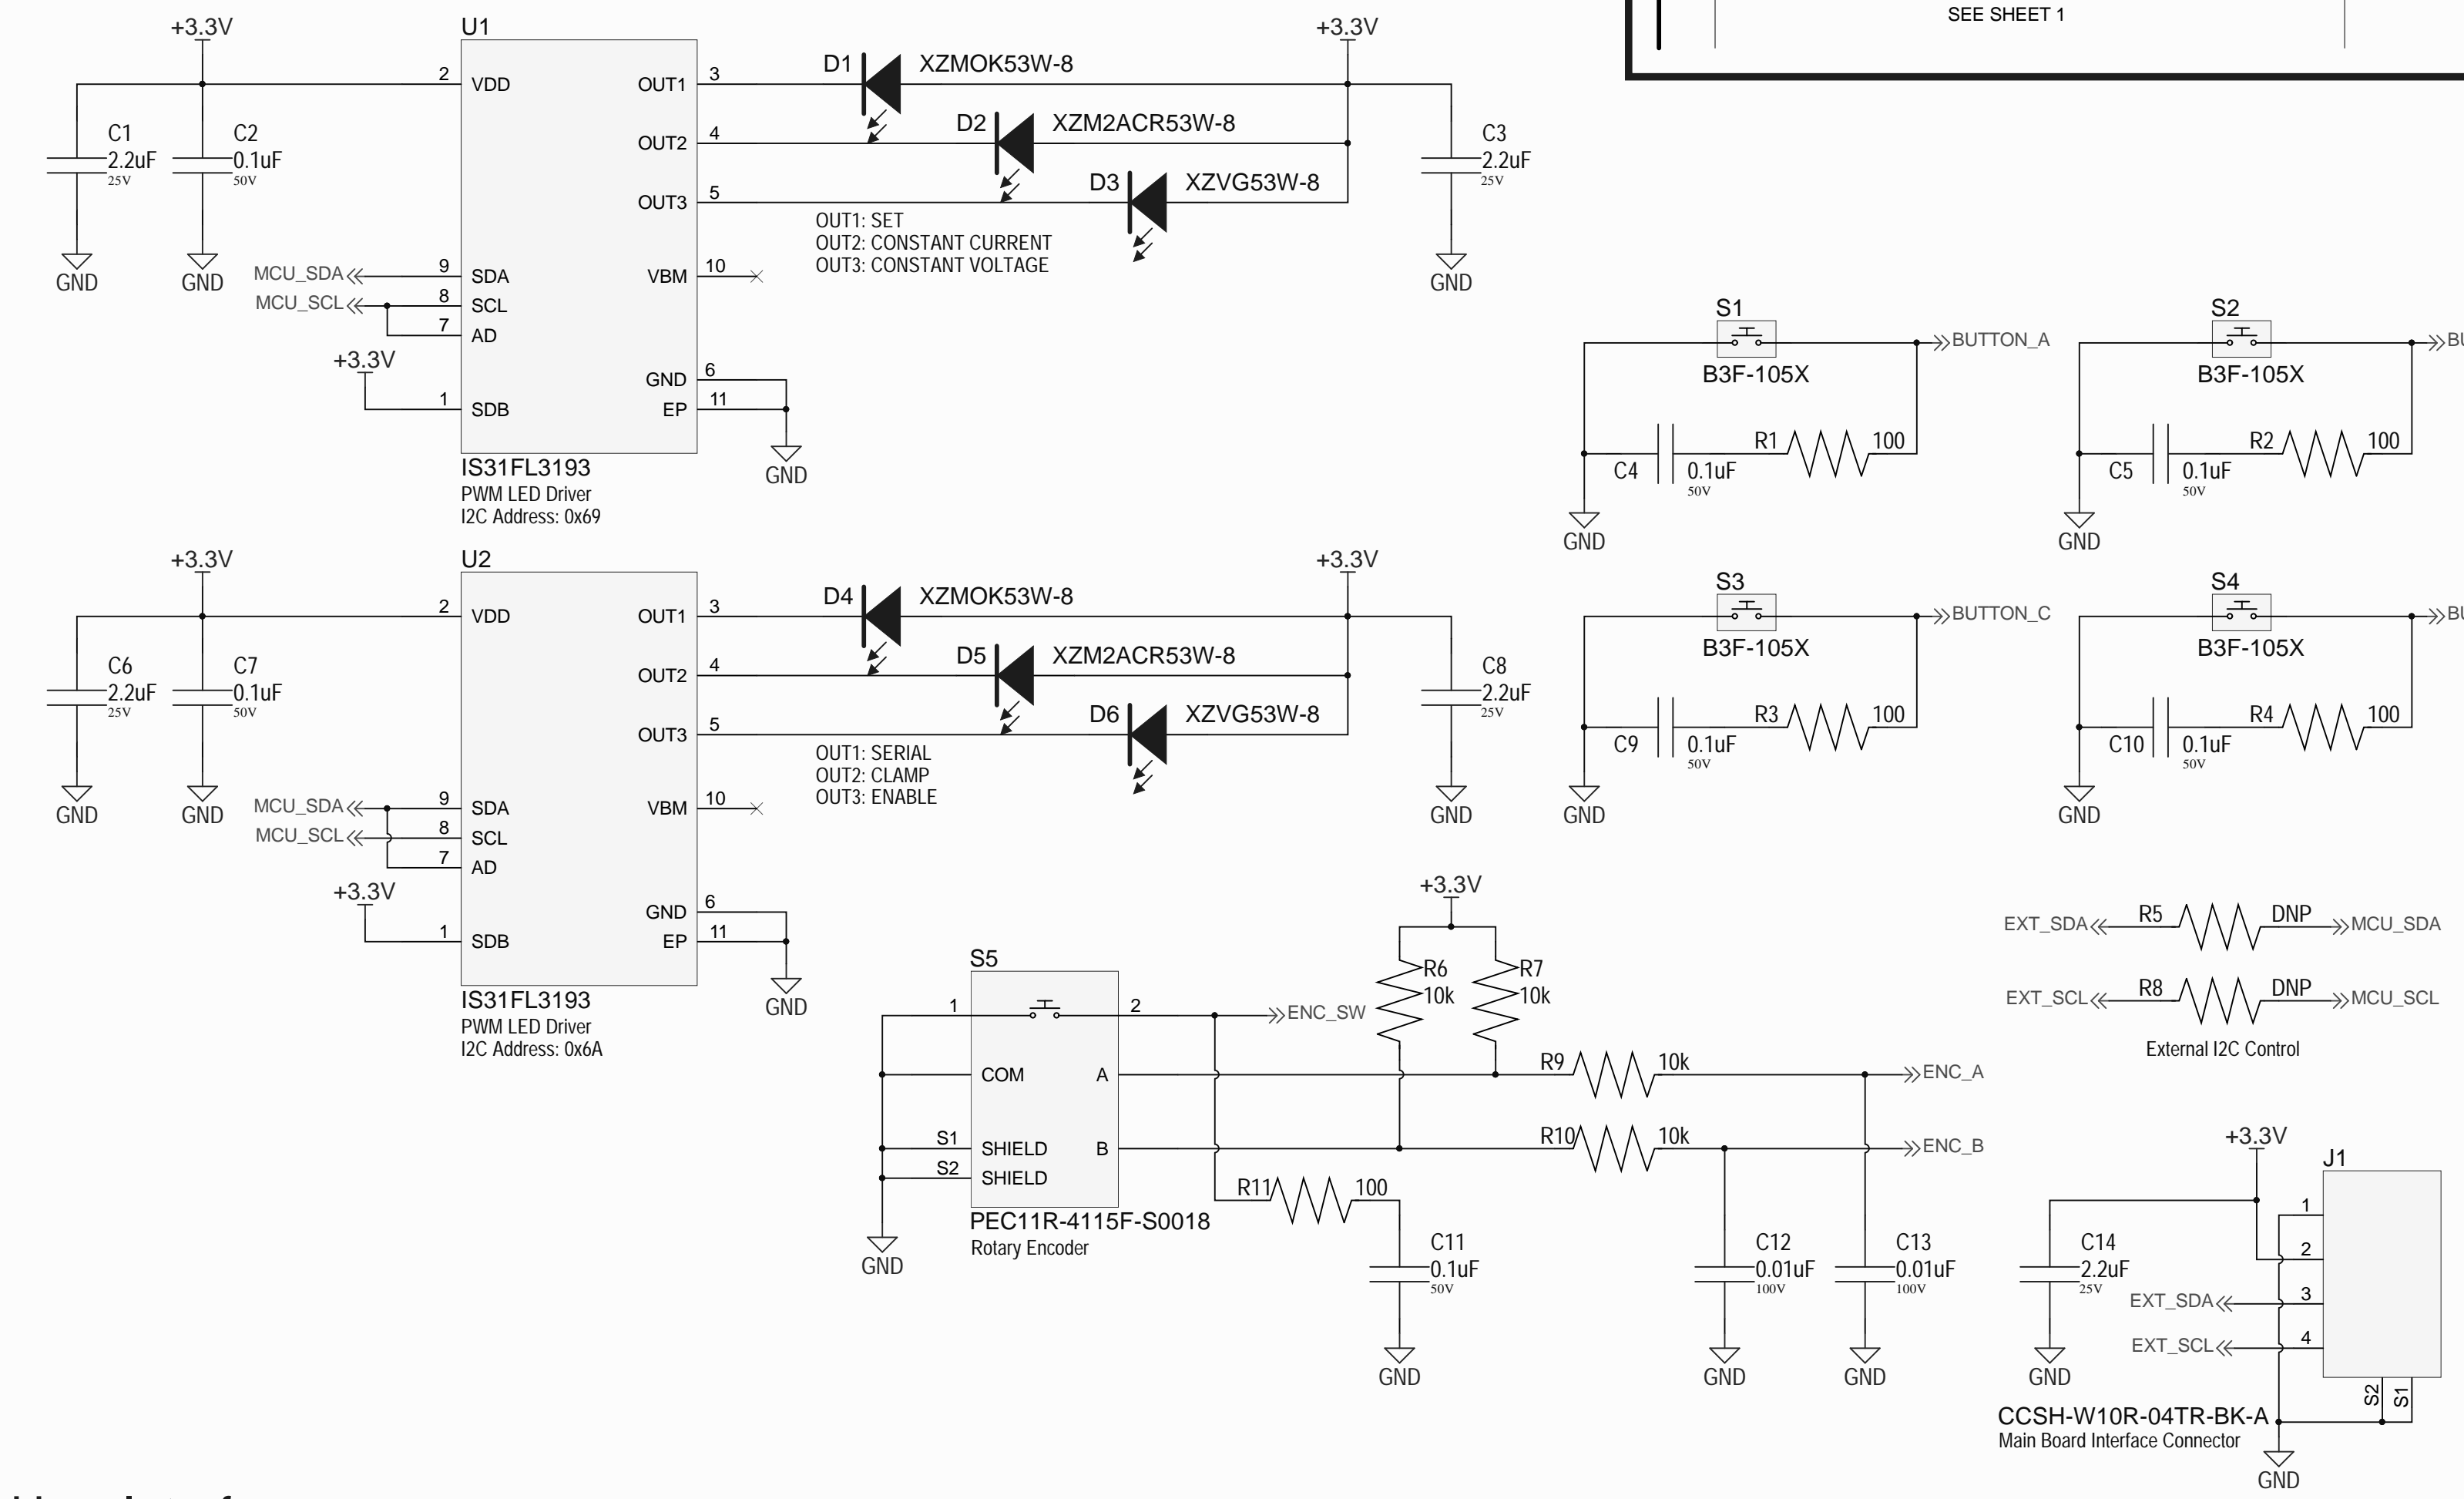 SEE SHEET 1
+3.3V
U1
+3.3V
2 VDD
OUT1 3
D1 XZMOK53W-8
C1
2.2uF
25V
C2
0.1uF
50V
OUT2 4
D2 XZM2ACR53W-8
C3
2.2uF
25V
OUT3 5
D3 XZVG53W-8
OUT1: SET
OUT2: CONSTANT CURRENT
OUT3: CONSTANT VOLTAGE
GND
GND
GND
MCU_SDA 9 SDA
VBM 10
MCU_SCL 8 SCL
7 AD
+3.3V
1 SDB
GND 6
EP 11
GND
IS31FL3193
PWM LED Driver
I2C Address: 0x69
S1
BUTTON_A
B3F-105X
C4
0.1uF
50V
R1 100
GND
S2
B3F-105X
C5
0.1uF
50V
R2 100
GND
+3.3V
U2
+3.3V
2 VDD
OUT1 3
D4 XZMOK53W-8
C6
2.2uF
25V
C7
0.1uF
50V
OUT2 4
D5 XZM2ACR53W-8
C8
2.2uF
25V
OUT3 5
D6 XZVG53W-8
OUT1: SERIAL
OUT2: CLAMP
OUT3: ENABLE
GND
GND
GND
MCU_SDA 9 SDA
VBM 10
MCU_SCL 8 SCL
7 AD
+3.3V
1 SDB
GND 6
EP 11
GND
IS31FL3193
PWM LED Driver
I2C Address: 0x6A
S3
BUTTON_C
B3F-105X
C9
0.1uF
50V
R3 100
GND
S4
B3F-105X
C10
0.1uF
50V
R4 100
GND
+3.3V
R6
10k
R7
10k
S5
1
2
ENC_SW
COM
A
R9 10k
ENC_A
S1 SHIELD
B
R10 10k
ENC_B
S2 SHIELD
R11 100
PEC11R-4115F-S0018
Rotary Encoder
GND
C11
0.1uF
50V
GND
C12
0.01uF
100V
GND
C13
0.01uF
100V
GND
EXT_SDA R5 DNP MCU_SDA
EXT_SCL R8 DNP MCU_SCL
External I2C Control
+3.3V
J1
1
2
C14
2.2uF
25V
EXT_SDA 3
EXT_SCL 4
GND
S2
S1
CCSH-W10R-04TR-BK-A
Main Board Interface Connector
GND